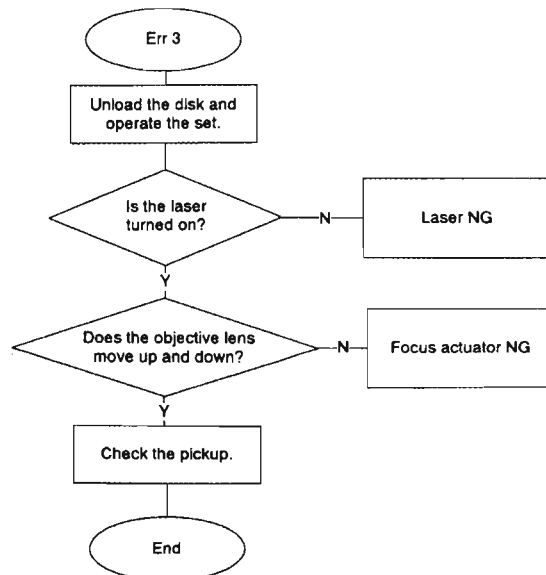 Err 3
Unload the disk and
operate the set.
Is the laser
turned on?
N
Laser NG
Y
Does the objective lens
move up and down?
N
Focus actuator NG
Y
Check the pickup.
End